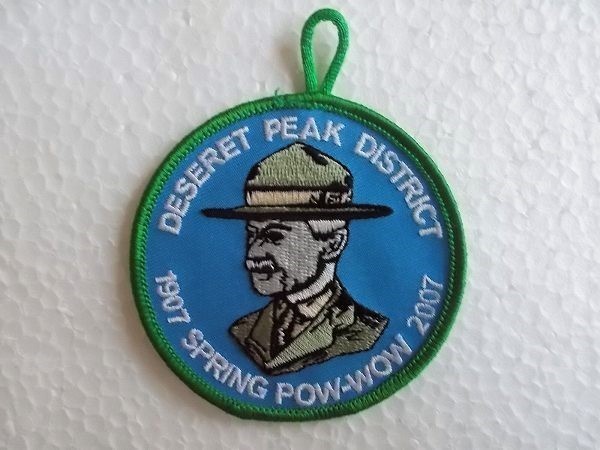 DESERET PEAK DISTRICT
1907 SPRING POW-WOW 2007